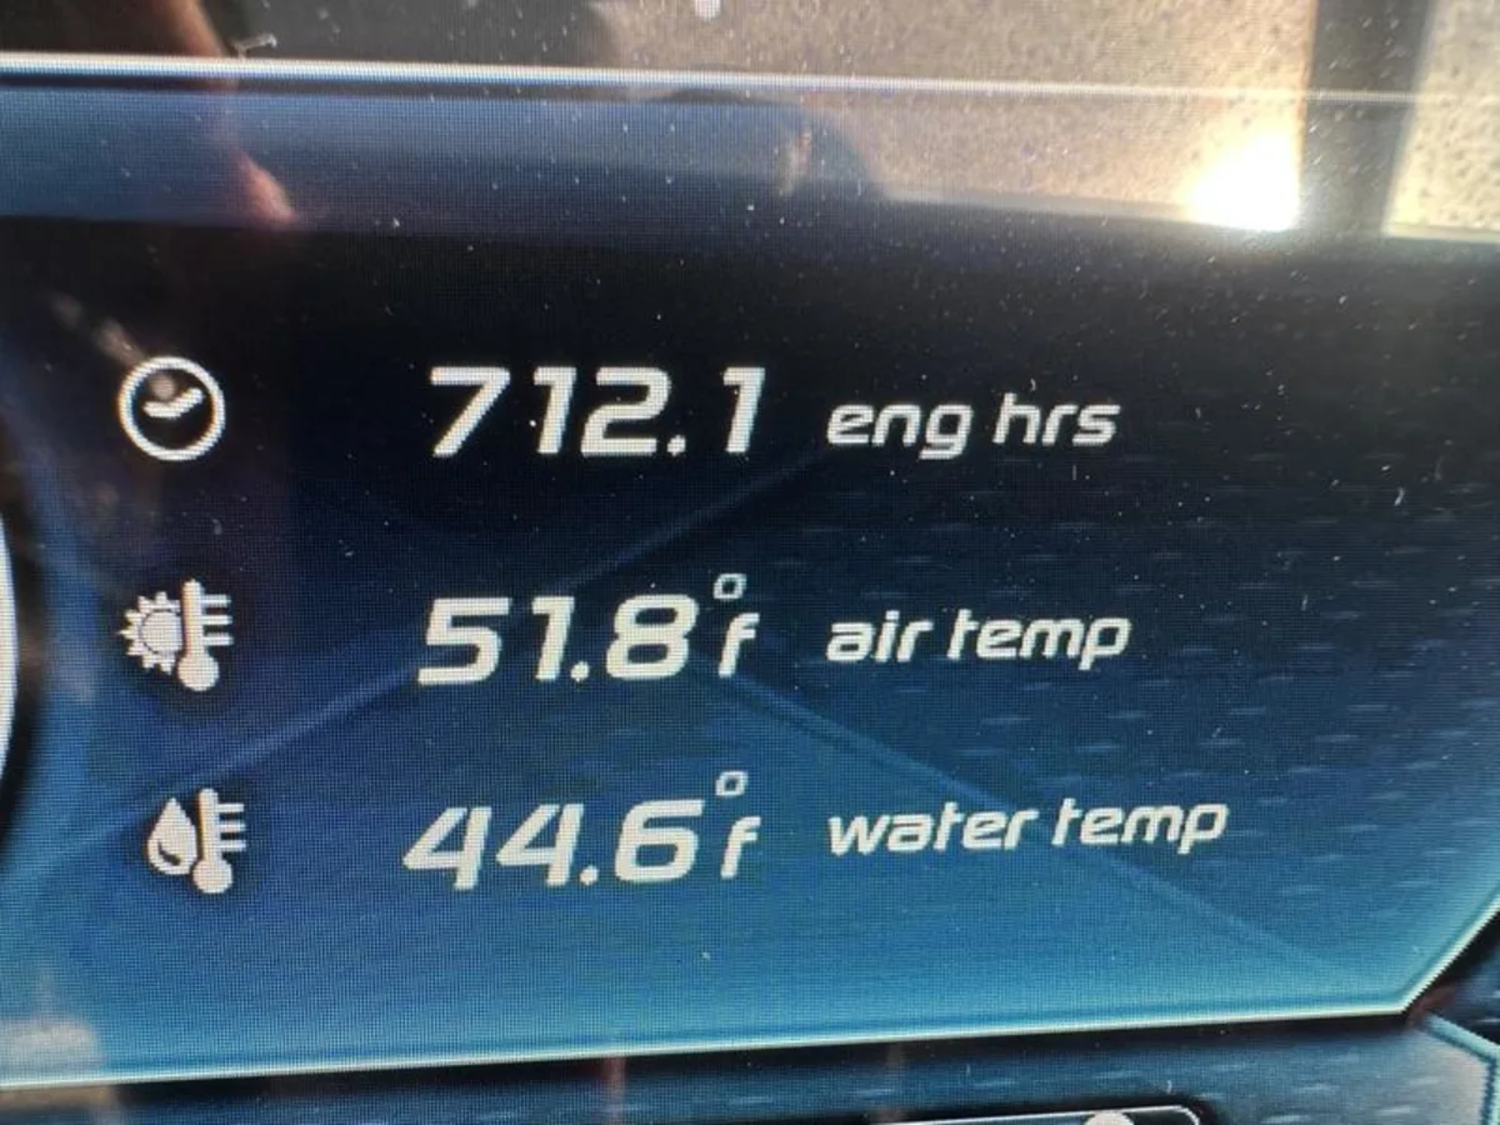 712.1 eng hrs
51.8°f air temp
44.6°f water temp